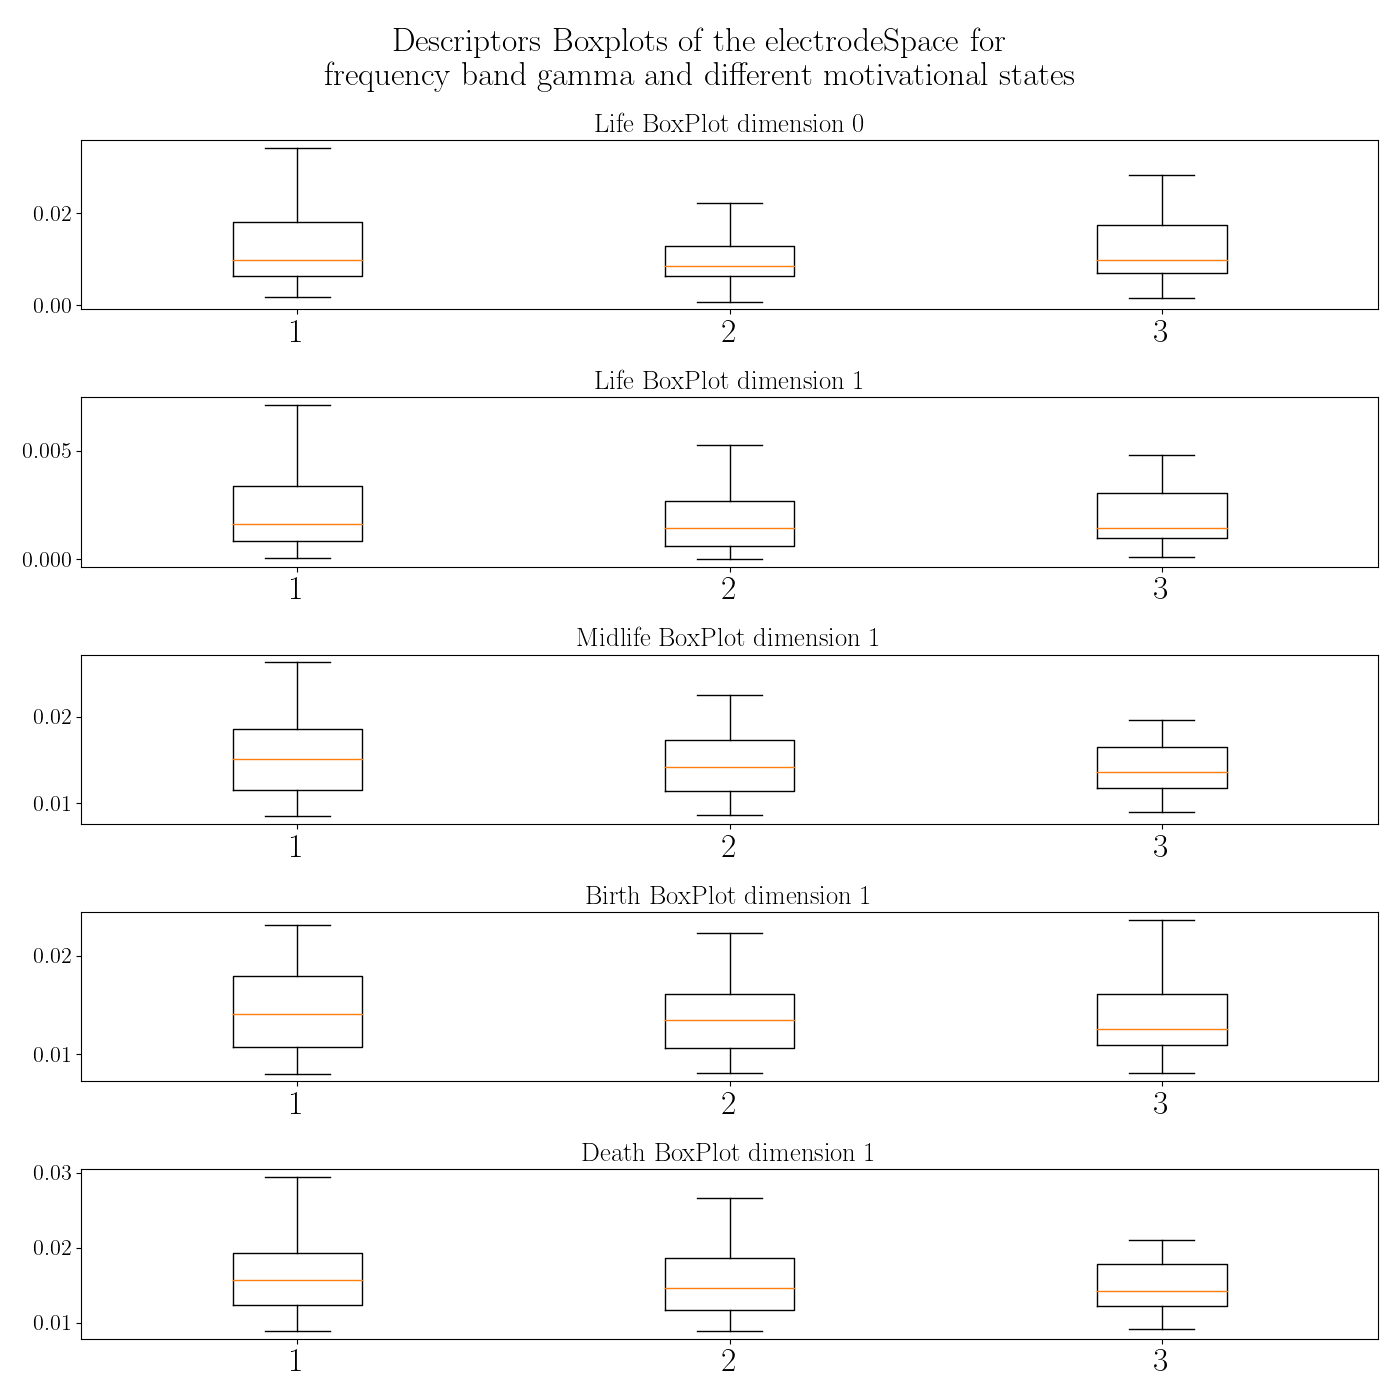 Descriptors Boxplots of the electrodeSpace for
frequency band gamma and different motivational states
Life BoxPlot dimension 0
0.02
0.00
1 2 3
Life BoxPlot dimension 1
0.005
0.000
1 2 3
Midlife BoxPlot dimension 1
0.02
0.01
1 2 3
Birth BoxPlot dimension 1
0.02
0.01
1 2 3
Death BoxPlot dimension 1
0.03
0.02
0.01
1 2 3